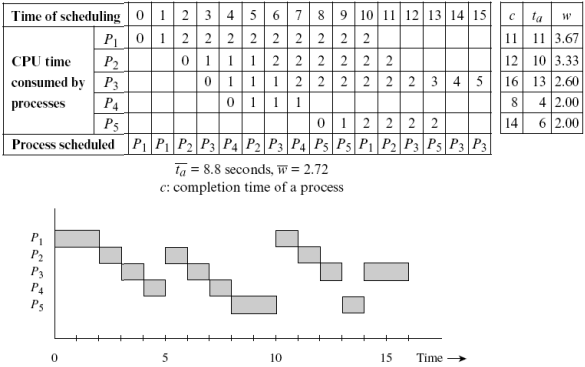 Time of scheduling 0 1 2 3 4 5 6 7 8 9 10 11 12 13 14 15 c t_a w
P1 0 1 2 2 2 2 2 2 2 2 2 11 11 3.67
CPU time P2 0 1 1 1 2 2 2 2 2 2 12 10 3.33
consumed by P3 0 1 1 1 2 2 2 2 2 2 3 4 5 16 13 2.60
processes P4 0 1 1 1 8 4 2.00
P5 0 1 2 2 2 2 14 6 2.00
Process scheduled P1 P1 P2 P3 P4 P2 P3 P4 P5 P5 P1 P2 P3 P5 P3 P3
t̅_a̅ = 8.8 seconds, w̅ = 2.72
c: completion time of a process
P1
P2
P3
P4
P5
0 5 10 15 Time →